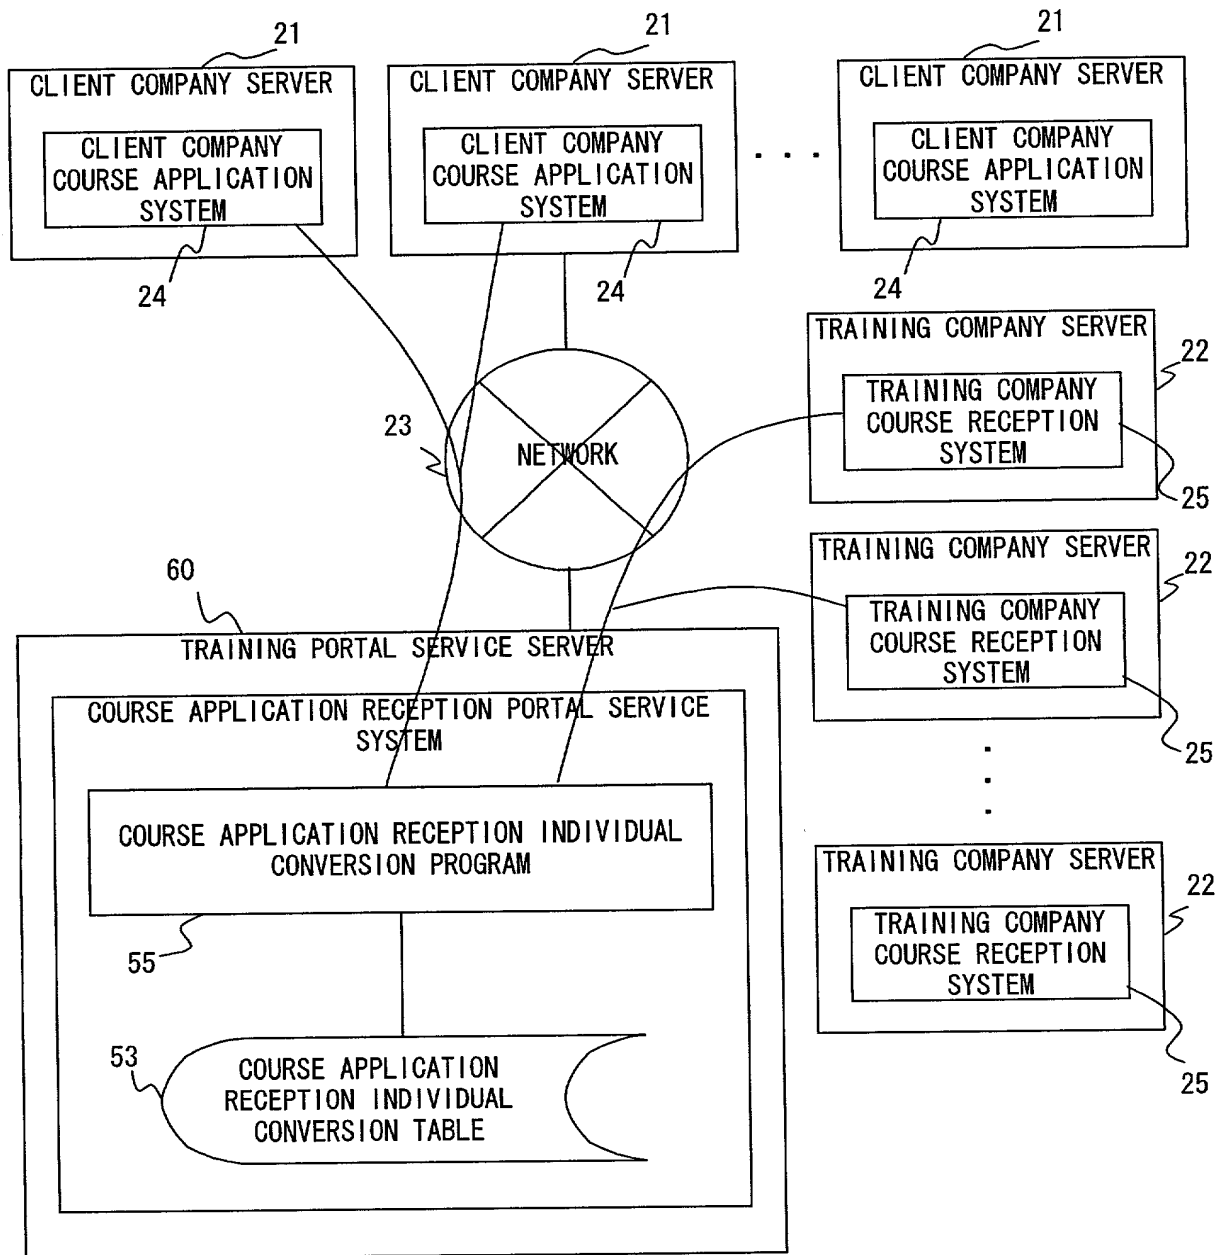 21
CLIENT COMPANY SERVER
CLIENT COMPANY
COURSE APPLICATION
SYSTEM
24
21
CLIENT COMPANY SERVER
CLIENT COMPANY
COURSE APPLICATION
SYSTEM
24
. . .
21
CLIENT COMPANY SERVER
CLIENT COMPANY
COURSE APPLICATION
SYSTEM
24
23
NETWORK
TRAINING COMPANY SERVER
22
TRAINING COMPANY
COURSE RECEPTION
SYSTEM
25
TRAINING COMPANY SERVER
22
TRAINING COMPANY
COURSE RECEPTION
SYSTEM
25
TRAINING COMPANY SERVER
22
TRAINING COMPANY
COURSE RECEPTION
SYSTEM
25
60
TRAINING PORTAL SERVICE SERVER
COURSE APPLICATION RECEPTION PORTAL SERVICE
SYSTEM
COURSE APPLICATION RECEPTION INDIVIDUAL
CONVERSION PROGRAM
55
53
COURSE APPLICATION
RECEPTION INDIVIDUAL
CONVERSION TABLE